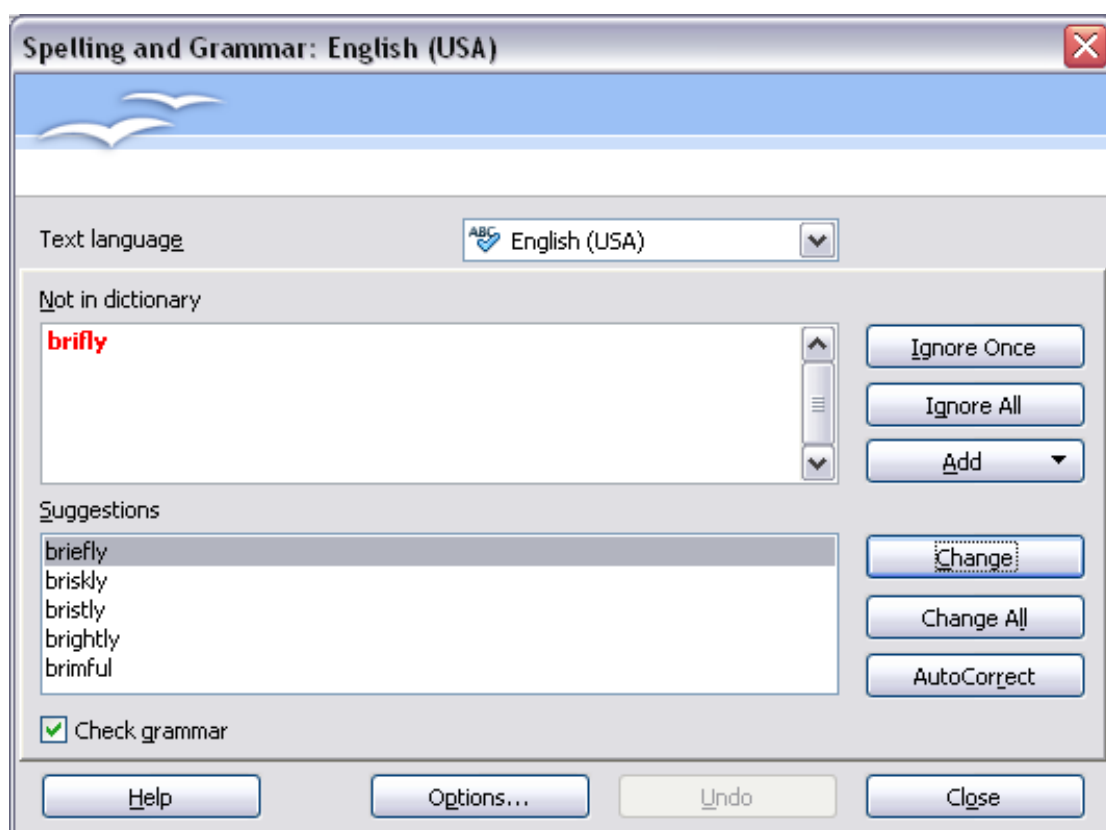 Spelling and Grammar: English (USA)
Text language
ABC English (USA)
Not in dictionary
brifly
Ignore Once
Ignore All
Add
Suggestions
briefly
briskly
bristly
brightly
brimful
Change
Change All
AutoCorrect
Check grammar
Help Options... Undo Close